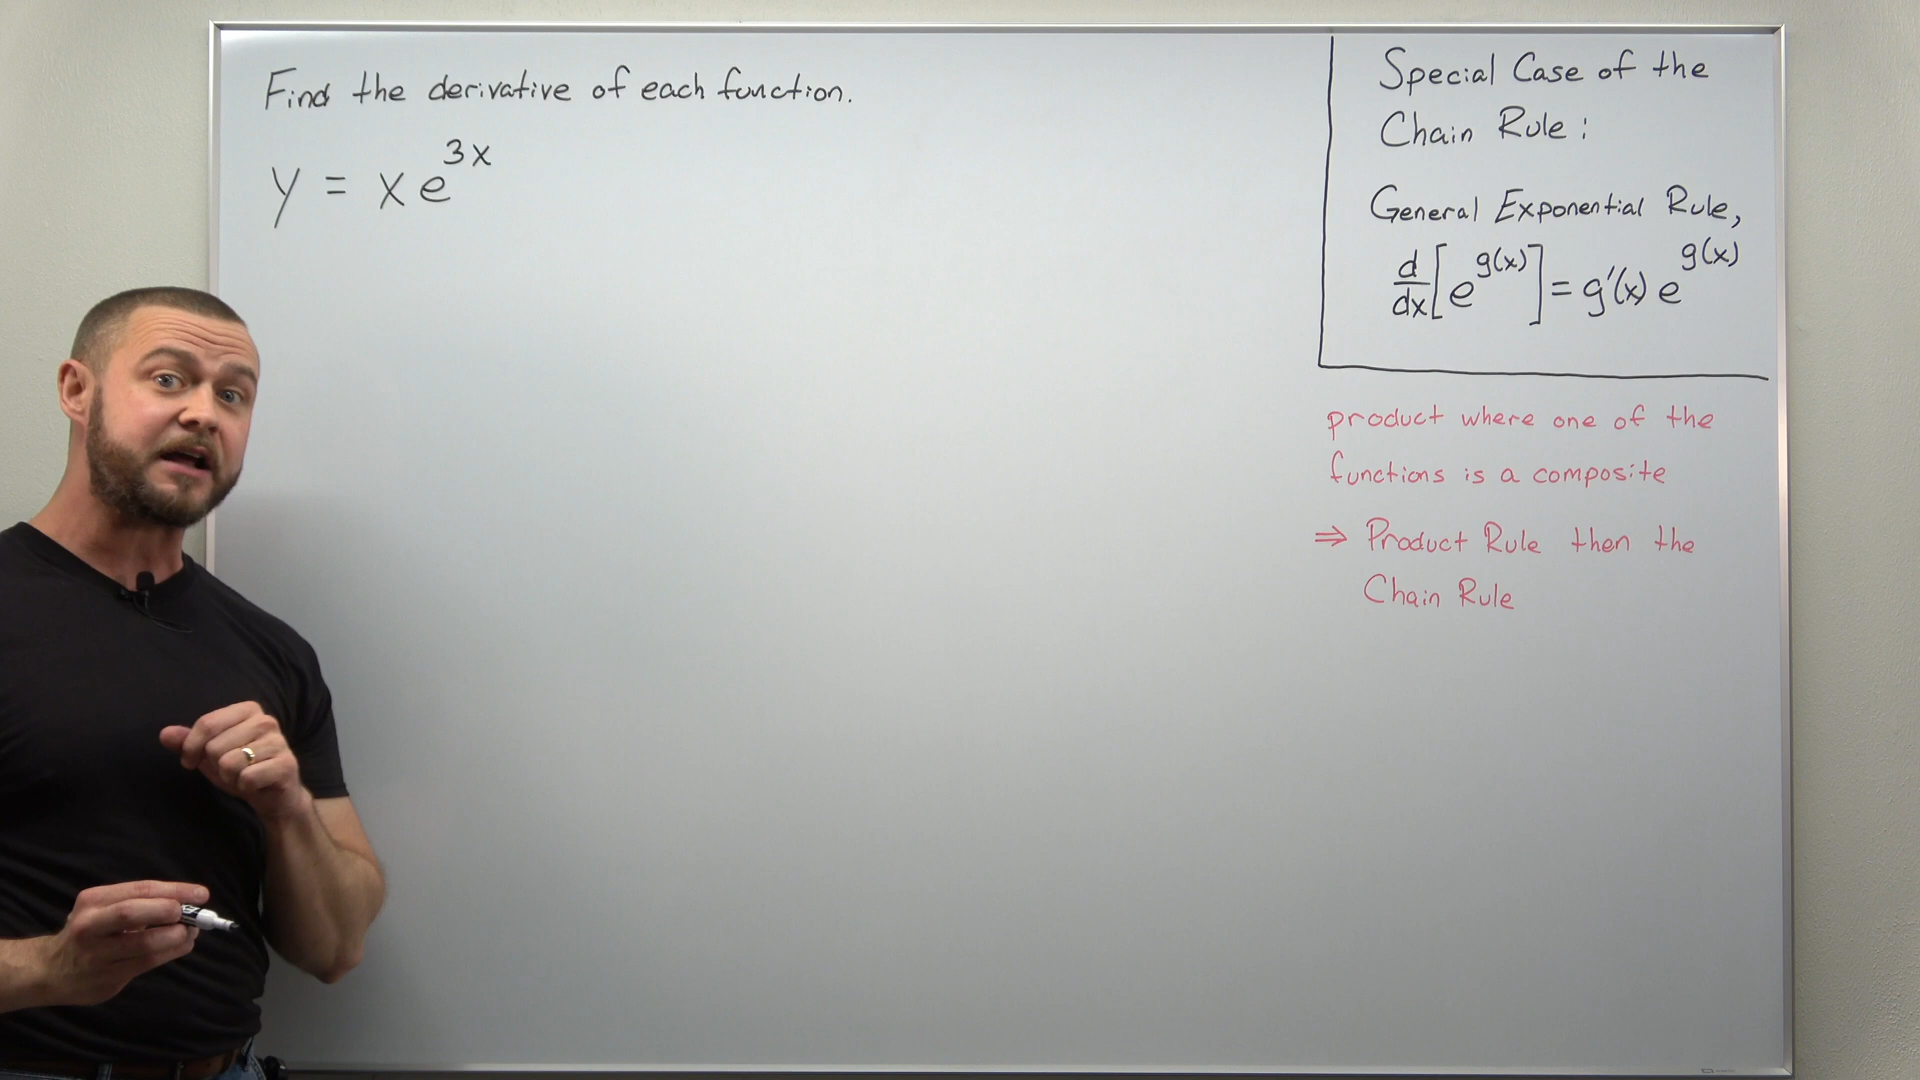 Find the derivative of each function.
y = xe^{3x}
Special Case of the
Chain Rule:
General Exponential Rule,
d/dx[e^{g(x)}] = g'(x) e^{g(x)}
product where one of the
functions is a composite
⇒ Product Rule then the
Chain Rule